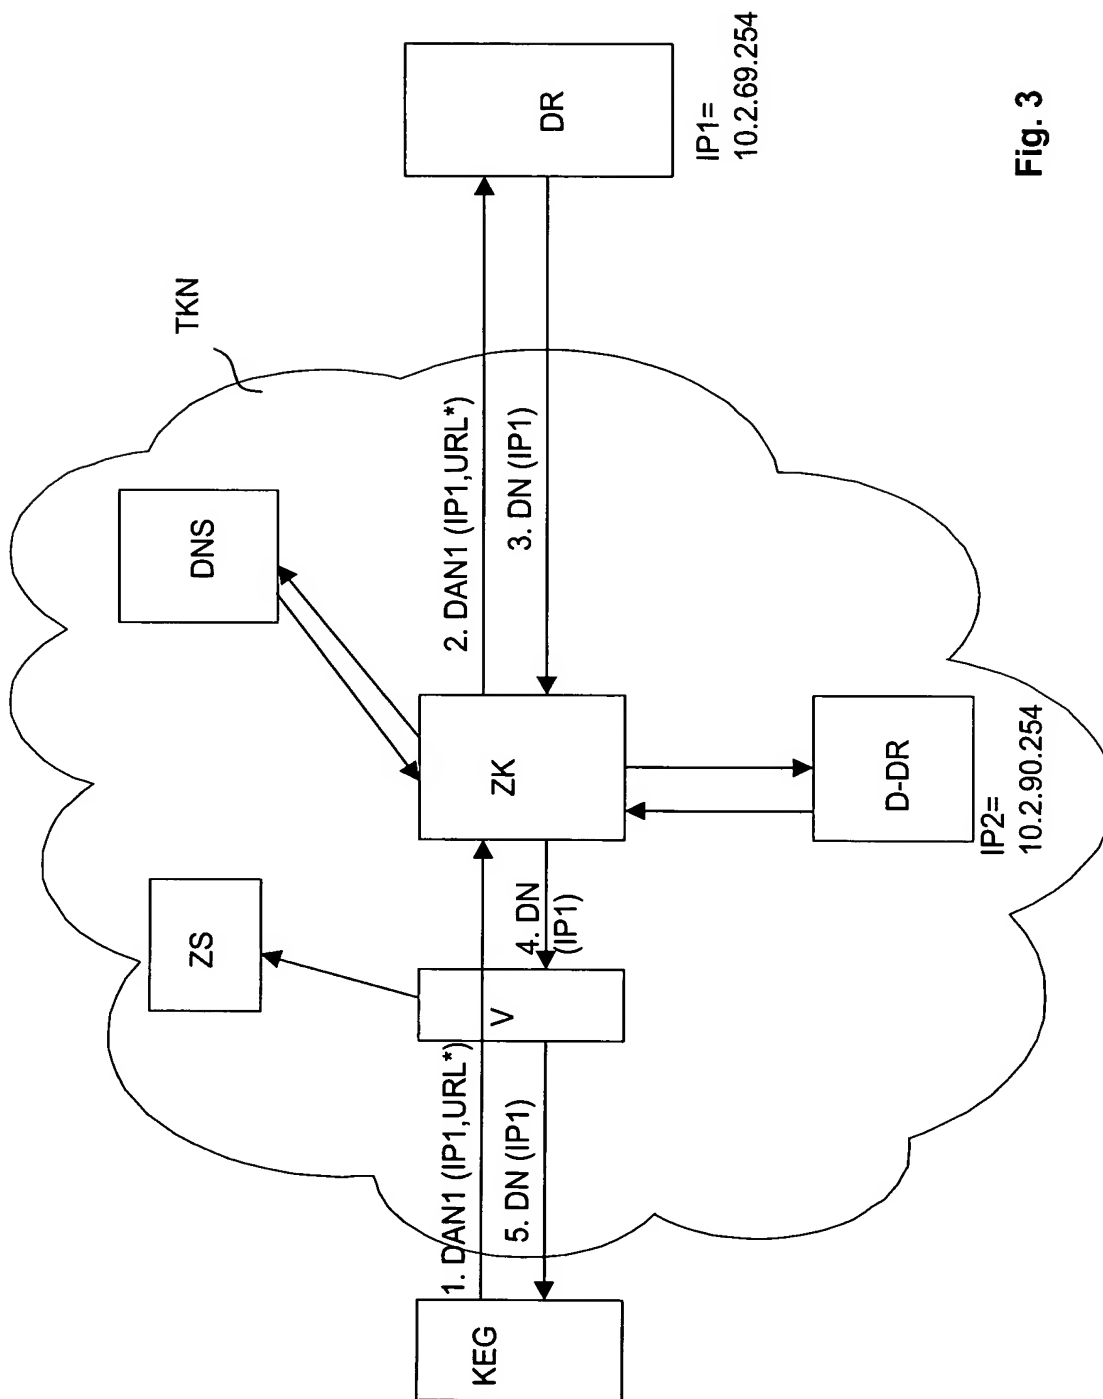 TKN
DNS
ZS
1. DAN1 (IP1,URL*)
2. DAN1 (IP1,URL*)
3. DN (IP1)
4. DN
(IP1)
5. DN (IP1)
KEG
V
ZK
DR
IP1=
10.2.69.254
D-DR
IP2=
10.2.90.254
Fig. 3